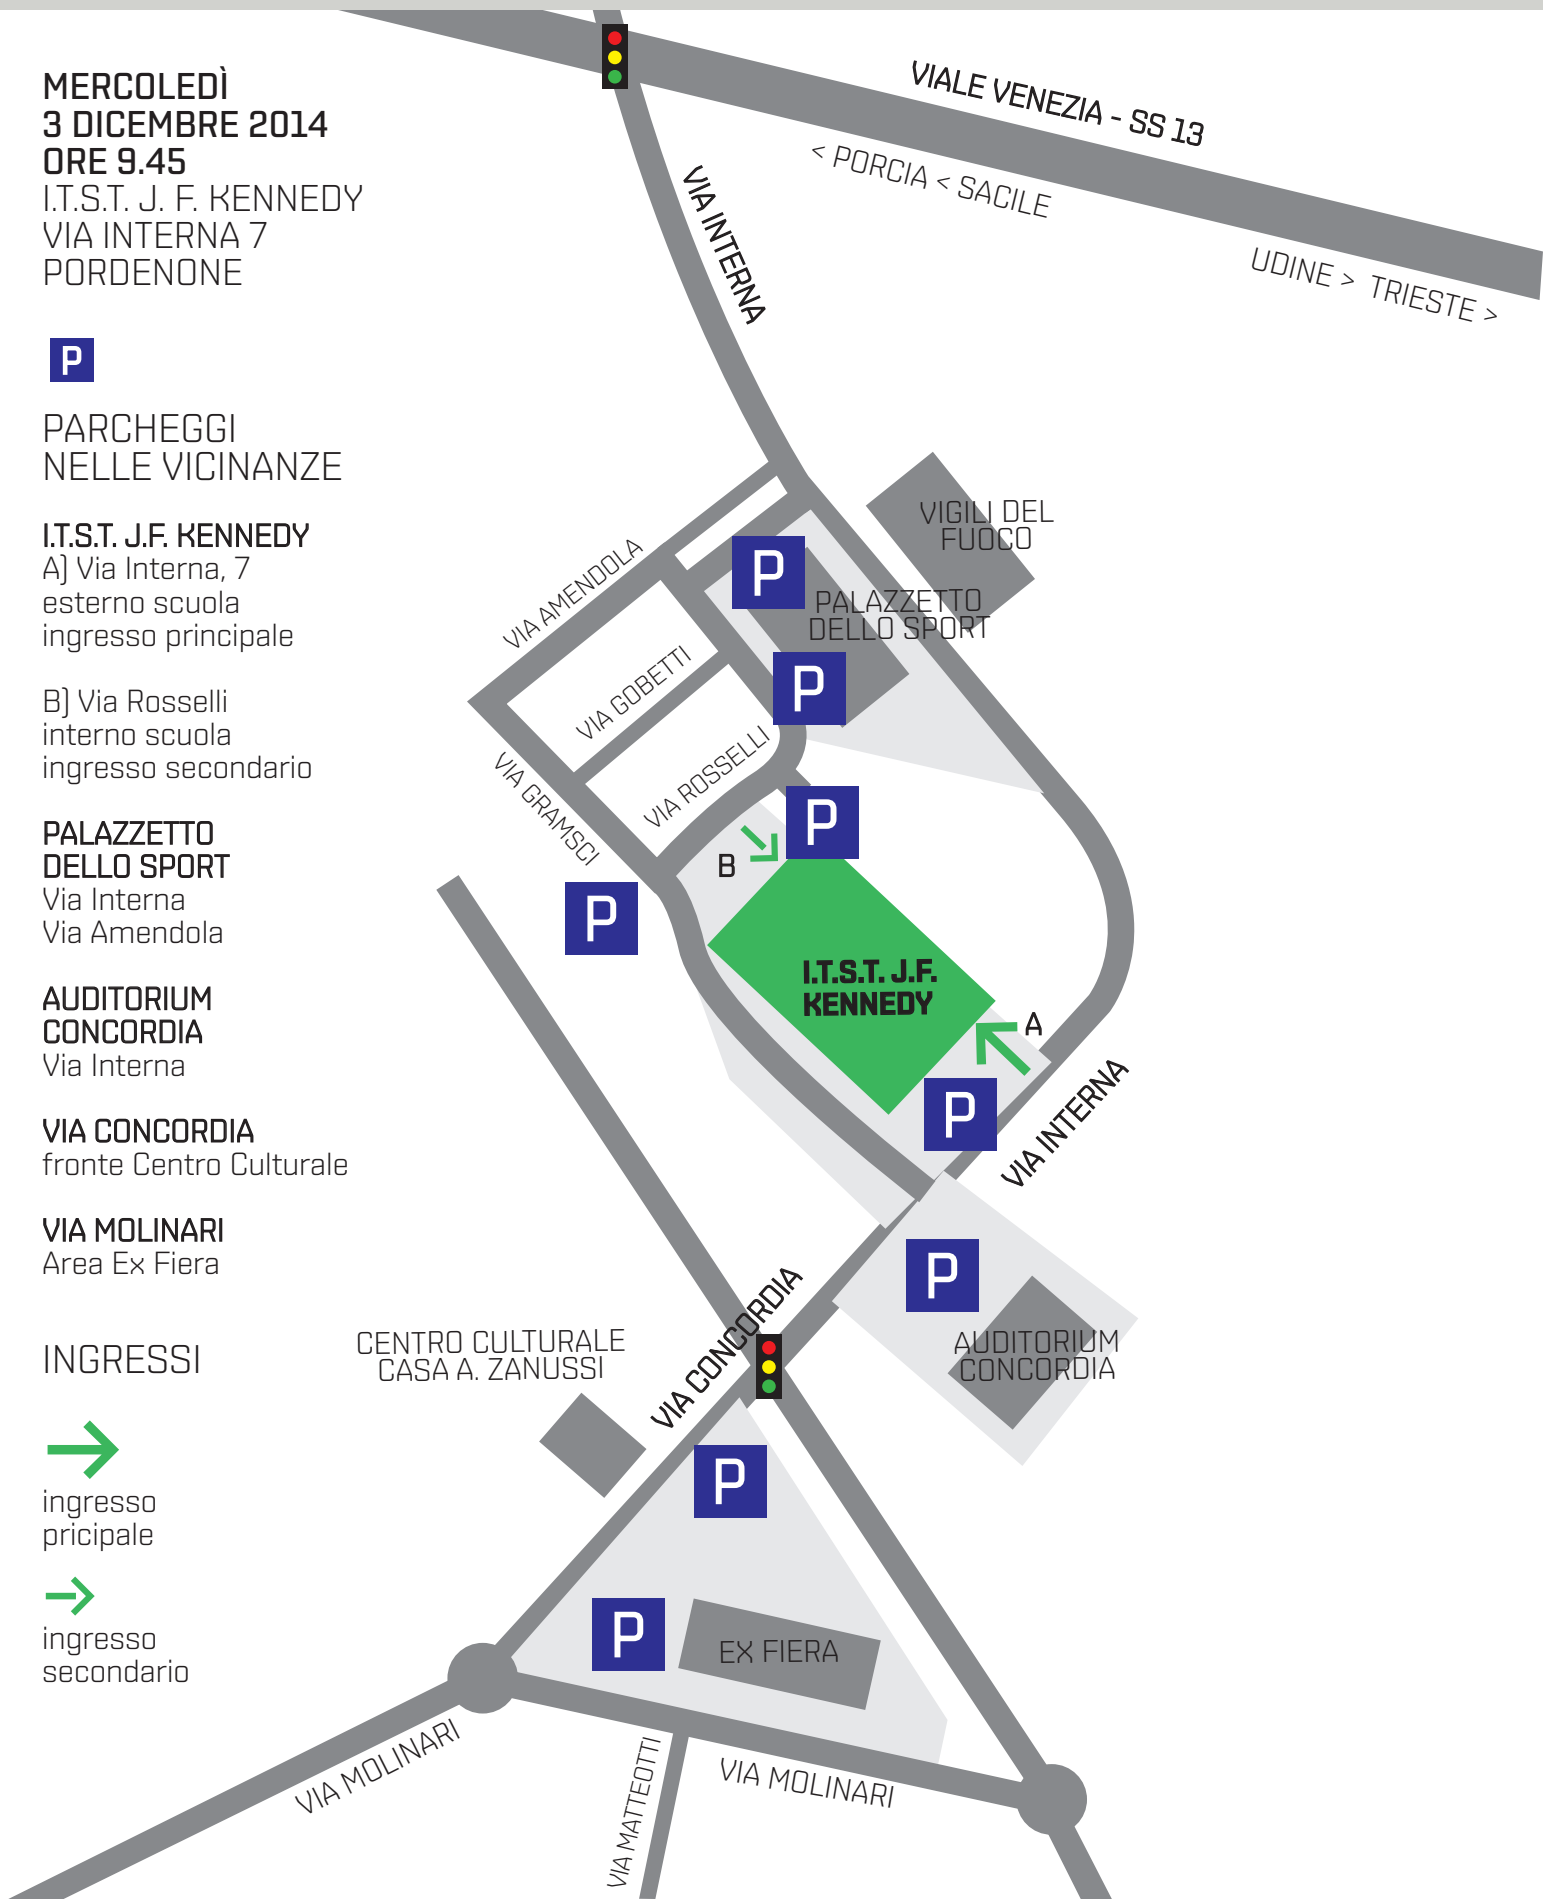 MERCOLEDÌ
3 DICEMBRE 2014
ORE 9.45
I.T.S.T. J. F. KENNEDY
VIA INTERNA 7
PORDENONE
P
PARCHEGGI
NELLE VICINANZE
I.T.S.T. J.F. KENNEDY
A) Via Interna, 7
esterno scuola
ingresso principale
B) Via Rosselli
interno scuola
ingresso secondario
PALAZZETTO
DELLO SPORT
Via Interna
Via Amendola
AUDITORIUM
CONCORDIA
Via Interna
VIA CONCORDIA
fronte Centro Culturale
VIA MOLINARI
Area Ex Fiera
INGRESSI
ingresso
pricipale
ingresso
secondario
VIALE VENEZIA - SS 13
< PORCIA < SACILE
UDINE > TRIESTE >
VIA INTERNA
VIGILI DEL
FUOCO
P
PALAZZETTO
DELLO SPORT
P
VIA AMENDOLA
VIA GOBETTI
VIA ROSSELLI
VIA GRAMSCI
P
B
P
I.T.S.T. J.F.
KENNEDY
A
P
VIA INTERNA
P
AUDITORIUM
CONCORDIA
VIA CONCORDIA
CENTRO CULTURALE
CASA A. ZANUSSI
P
P
EX FIERA
VIA MOLINARI
VIA MATTEOTTI
VIA MOLINARI